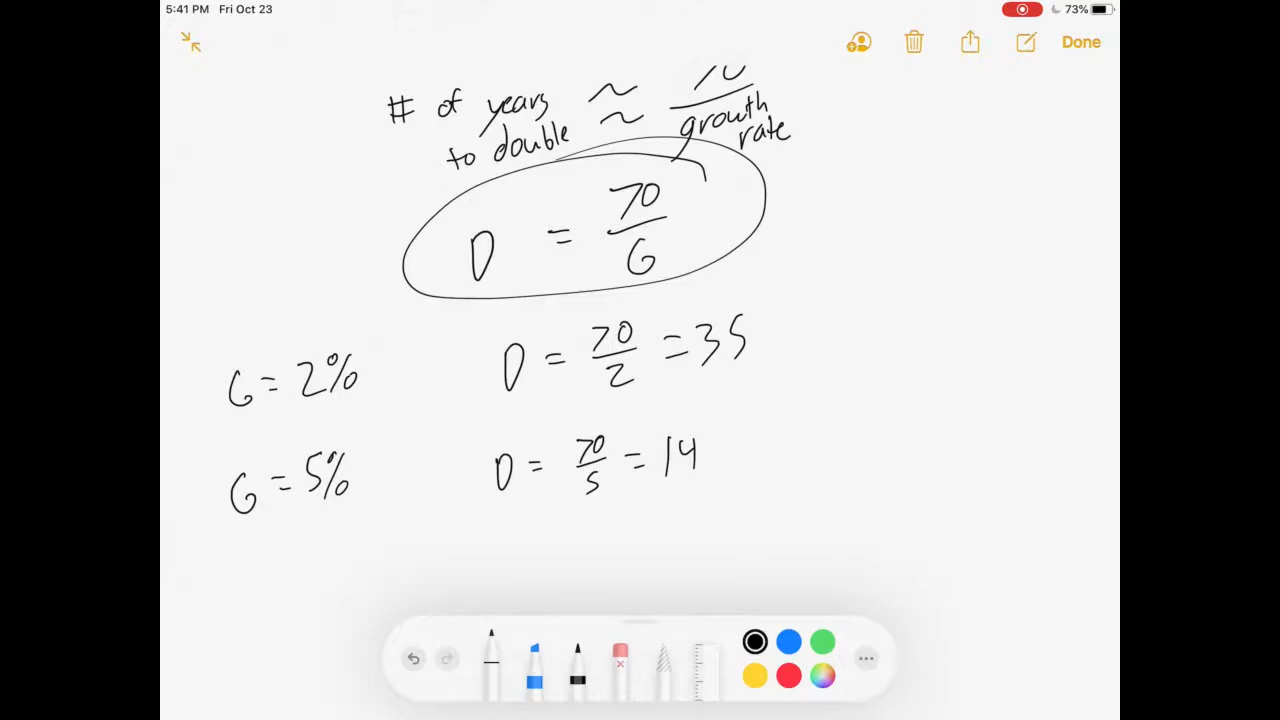 5:41 PM Fri Oct 23
73%
Done
# of years to double ≈ 70 / growth rate
D = 70/G
G = 2% D = 70/2 = 35
G = 5% D = 70/5 = 14